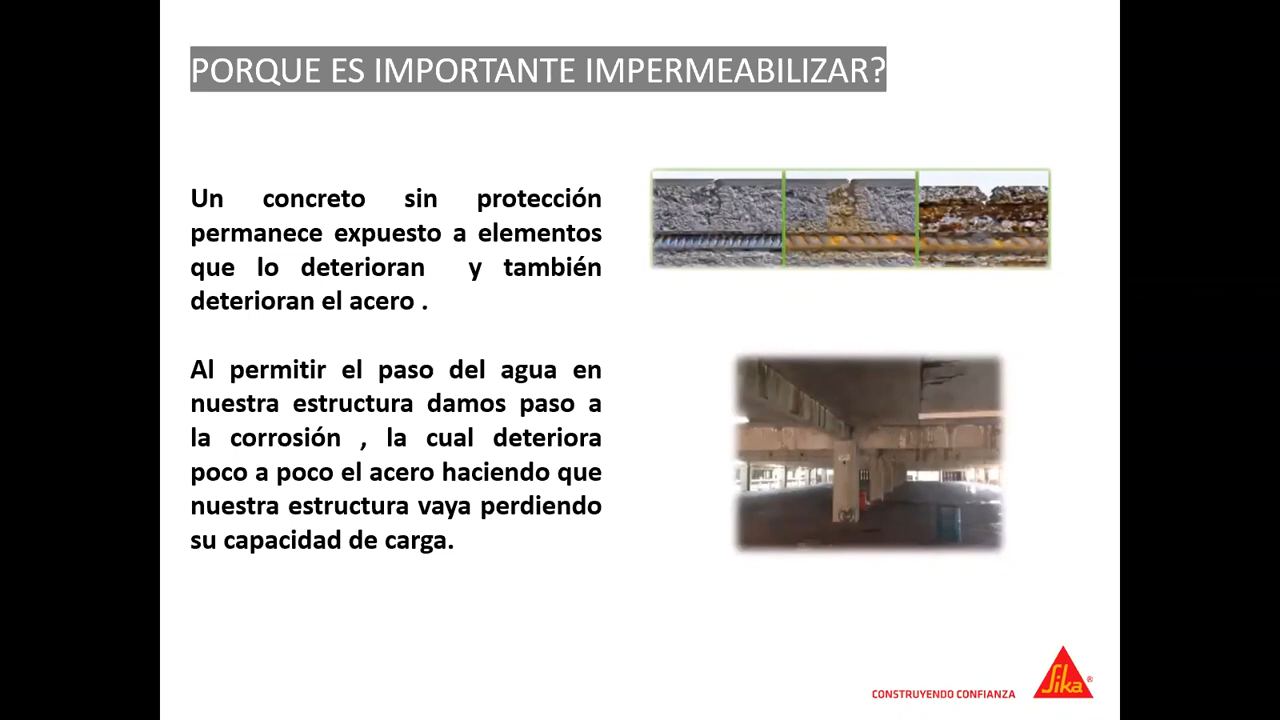 PORQUE ES IMPORTANTE IMPERMEABILIZAR?
Un concreto sin protección
permanece expuesto a elementos
que lo deterioran y también
deterioran el acero .
Al permitir el paso del agua en
nuestra estructura damos paso a
la corrosión , la cual deteriora
poco a poco el acero haciendo que
nuestra estructura vaya perdiendo
su capacidad de carga.
CONSTRUYENDO CONFIANZA
Sika®